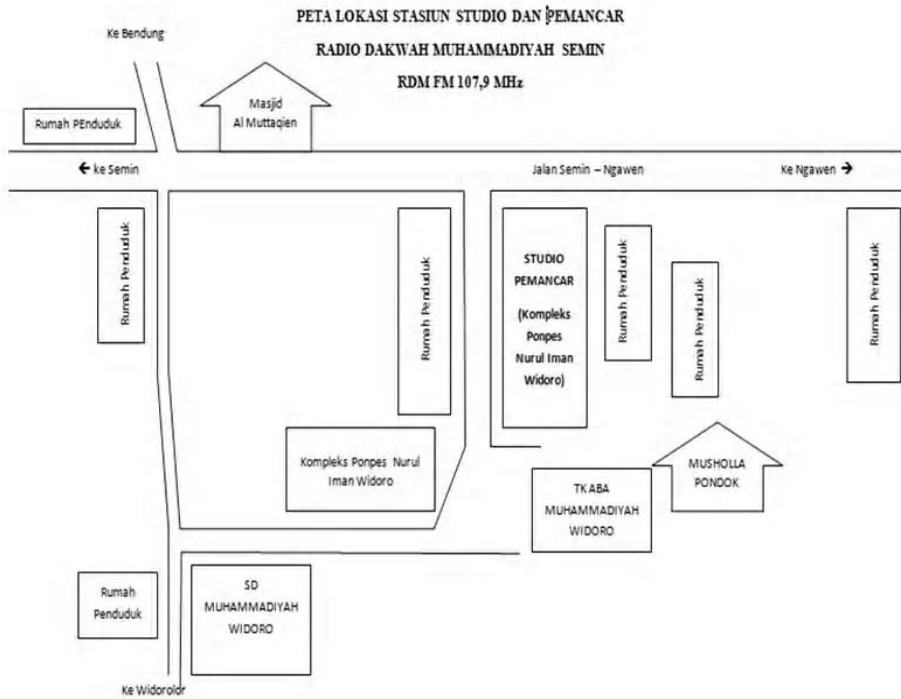 PETA LOKASI STASIUN STUDIO DAN PEMANCAR
RADIO DAKWAH MUHAMMADIYAH SEMIN
RDM FM 107,9 MHz
Ke Bendung
Rumah PEnduduk
Masjid
Al Muttaqien
← ke Semin
Jalan Semin – Ngawen
Ke Ngawen →
Rumah Penduduk
Rumah Penduduk
STUDIO
PEMANCAR
(Kompleks
Ponpes
Nurul Iman
Widoro)
Rumah Penduduk
Rumah Penduduk
Rumah Penduduk
Kompleks Ponpes Nurul
Iman Widoro
MUSHOLLA
PONDOK
TK ABA
MUHAMMADIYAH
WIDORO
Rumah
Penduduk
SD
MUHAMMADIYAH
WIDORO
Ke Widorolor